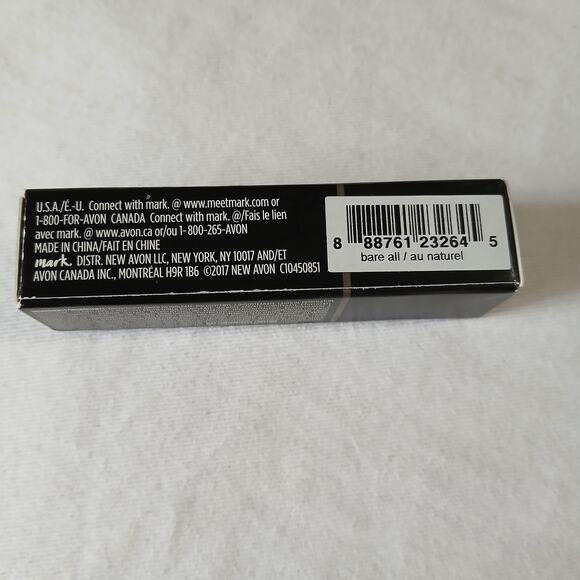 U.S.A./É.-U. Connect with mark. @ www.meetmark.com or
1-800-FOR-AVON CANADA Connect with mark. @/Fais le lien
avec mark. @ www.avon.ca or/ou 1-800-265-AVON
MADE IN CHINA/FAIT EN CHINE
mark. DISTR. NEW AVON LLC, NEW YORK, NY 10017 AND/ET
AVON CANADA INC., MONTRÉAL H9R 1B6 ©2017 NEW AVON C10450851
8 88761 23264 5
bare all / au naturel